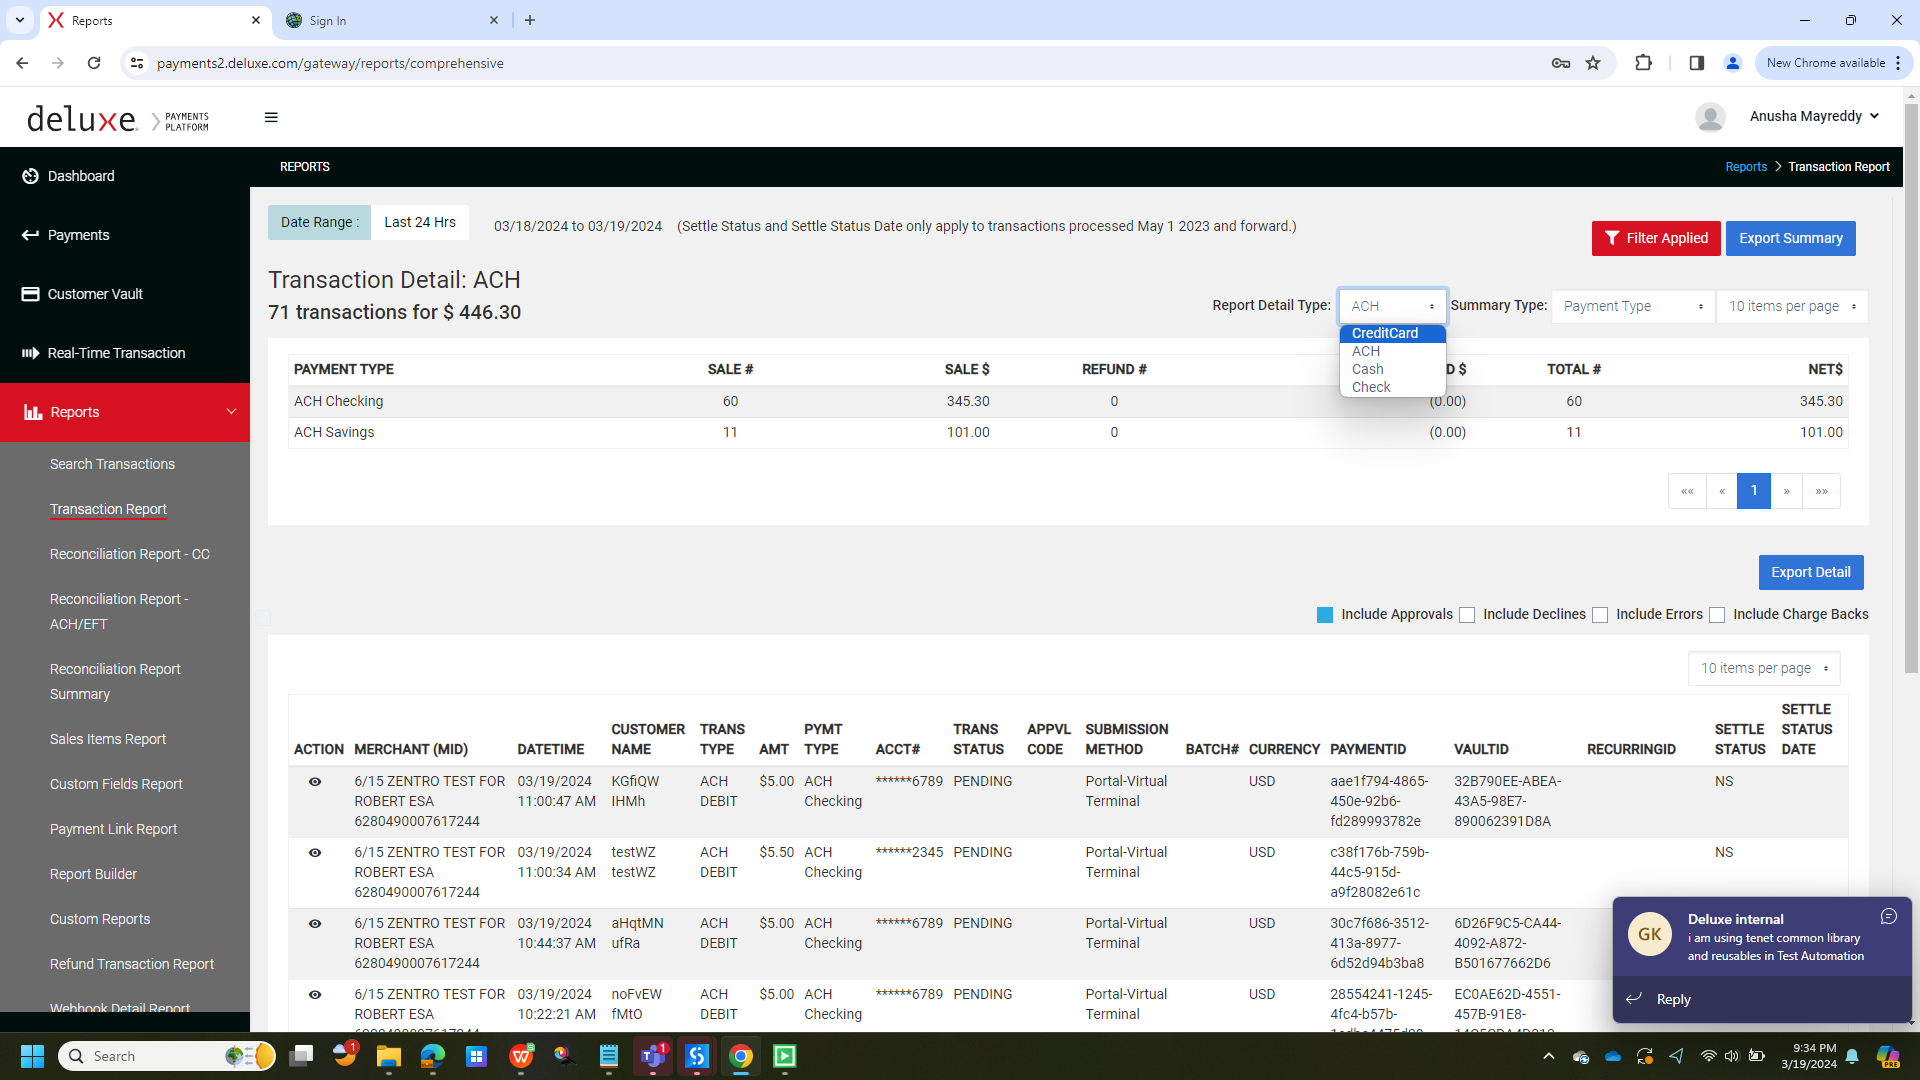 Reports
Sign In
payments2.deluxe.com/gateway/reports/comprehensive
New Chrome available
deluxe. PAYMENTS PLATFORM
Anusha Mayreddy
Dashboard
Payments
Customer Vault
Real-Time Transaction
Reports
Search Transactions
Transaction Report
Reconciliation Report - CC
Reconciliation Report -
ACH/EFT
Reconciliation Report
Summary
Sales Items Report
Custom Fields Report
Payment Link Report
Report Builder
Custom Reports
Refund Transaction Report
Webhook Detail Report
REPORTS
Reports > Transaction Report
Date Range : Last 24 Hrs 03/18/2024 to 03/19/2024 (Settle Status and Settle Status Date only apply to transactions processed May 1 2023 and forward.)
Filter Applied Export Summary
Transaction Detail: ACH
71 transactions for $ 446.30
Report Detail Type: ACH Summary Type: Payment Type 10 items per page
CreditCard
ACH
Cash
Check
PAYMENT TYPE SALE # SALE $ REFUND # D $ TOTAL # NET$
ACH Checking 60 345.30 0 (0.00) 60 345.30
ACH Savings 11 101.00 0 (0.00) 11 101.00
«« « 1 » »»
Export Detail
Include Approvals Include Declines Include Errors Include Charge Backs
10 items per page
ACTION MERCHANT (MID) DATETIME CUSTOMER NAME TRANS TYPE AMT PYMT TYPE ACCT# TRANS STATUS APPVL CODE SUBMISSION METHOD BATCH# CURRENCY PAYMENTID VAULTID RECURRINGID SETTLE STATUS SETTLE STATUS DATE
6/15 ZENTRO TEST FOR 03/19/2024 KGfiQW ACH $5.00 ACH ******6789 PENDING Portal-Virtual USD aae1f794-4865- 32B790EE-ABEA- NS
ROBERT ESA 11:00:47 AM IHMh DEBIT Checking Terminal 450e-92b6- 43A5-98E7-
6280490007617244 fd289993782e 890062391D8A
6/15 ZENTRO TEST FOR 03/19/2024 testWZ ACH $5.50 ACH ******2345 PENDING Portal-Virtual USD c38f176b-759b- NS
ROBERT ESA 11:00:34 AM testWZ DEBIT Checking Terminal 44c5-915d-
6280490007617244 a9f28082e61c
6/15 ZENTRO TEST FOR 03/19/2024 aHqtMN ACH $5.00 ACH ******6789 PENDING Portal-Virtual USD 30c7f686-3512- 6D26F9C5-CA44-
ROBERT ESA 10:44:37 AM ufRa DEBIT Checking Terminal 413a-8977- 4092-A872-
6280490007617244 6d52d94b3ba8 B501677662D6
6/15 ZENTRO TEST FOR 03/19/2024 noFvEW ACH $5.00 ACH ******6789 PENDING Portal-Virtual USD 28554241-1245- EC0AE62D-4551-
ROBERT ESA 10:22:21 AM fMtO DEBIT Checking Terminal 4fc4-b57b- 457B-91E8-
GK
Deluxe internal
i am using tenet common library
and reusables in Test Automation
Reply
Search
1
1
9:34 PM
3/19/2024
PRE